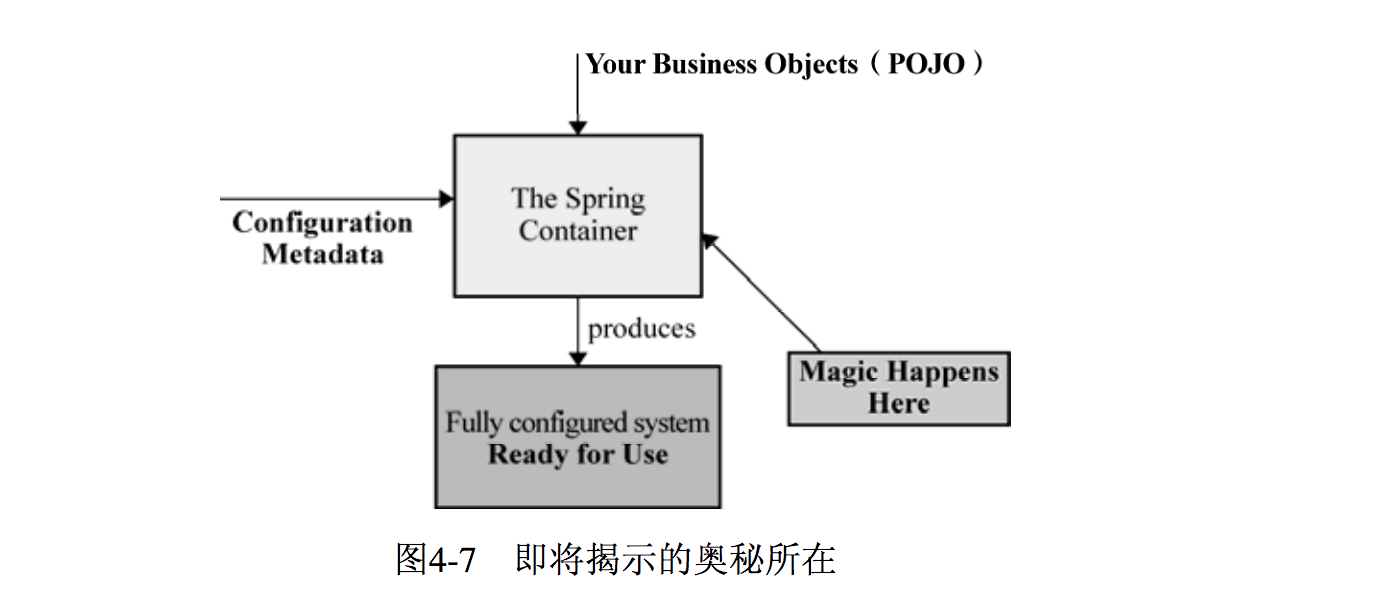 Your Business Objects（POJO）
The Spring
Container
Configuration
Metadata
produces
Magic Happens
Here
Fully configured system
Ready for Use
图4-7　即将揭示的奥秘所在